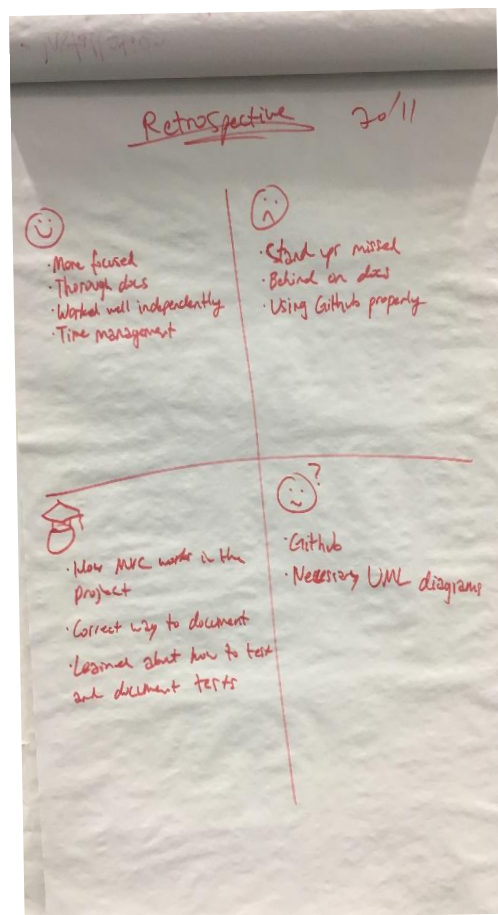 Retrospective 20/11
· More focused
· Thorough docs
· Worked well independently
· Time management
· Stand ups missed
· Behind on docs
· Using Github properly
· How MVC works in the
project
· Correct way to document
· Learned about how to test
and document tests
?
· Github
· Necessary UML diagrams